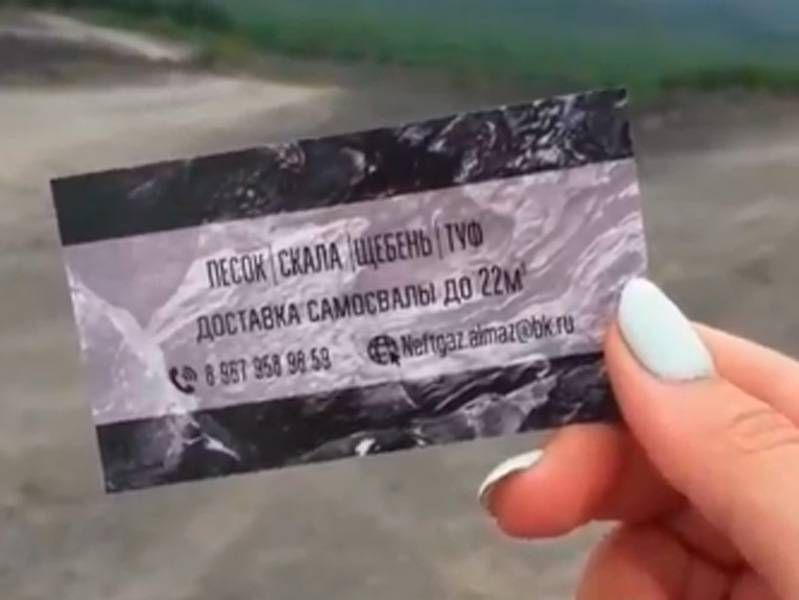 ПЕСОК | СКАЛА | ЩЕБЕНЬ | ТУФ
ДОСТАВКА САМОСВАЛЫ ДО 22М³
8 967 958 98 59
Neftgaz.almaz@bk.ru